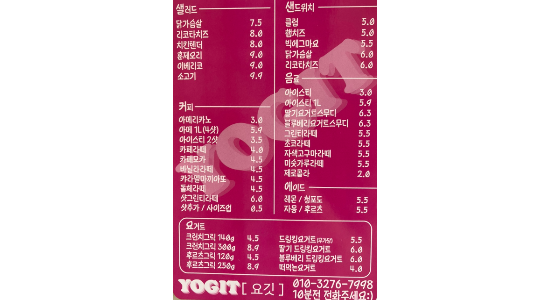 샐러드
닭가슴살 7.5
리코타치즈 8.0
치킨텐더 8.0
훈제오리 9.0
이베리코 9.0
소고기 9.9
커피
아메리카노 3.0
아메 1L (4샷) 5.9
아이스티 2샷 3.5
카페라떼 4.0
카페모카 4.5
바닐라라떼 4.5
카라멜마끼아또 4.5
돌체라떼 4.5
샷그린티라떼 6.0
샷추가 / 사이즈업 0.5
샌드위치
클럽 5.0
햄치즈 5.0
빅에그마요 5.5
닭가슴살 6.0
리코타치즈 6.0
음료
아이스티 3.0
아이스티 1L 5.9
딸기요거트스무디 6.3
블루베리요거트스무디 6.3
그린티라떼 5.5
초코라떼 5.5
자색고구마라떼 5.5
미숫가루라떼 5.5
제로콜라 2.0
에이드
레몬 / 청포도 5.5
자몽 / 후르츠 5.5
요거트
크런치그릭 140g 4.5
크런치그릭 300g 8.9
후르츠그릭 120g 4.5
후르츠그릭 250g 8.9
드링킹요거트(무가당) 5.5
딸기 드링킹요거트 6.0
블루베리 드링킹요거트 6.0
떠먹는요거트 4.0
YOGIT [ 요깃 ]
010-3276-7998
10분전 전화주세요:)
YOGIT